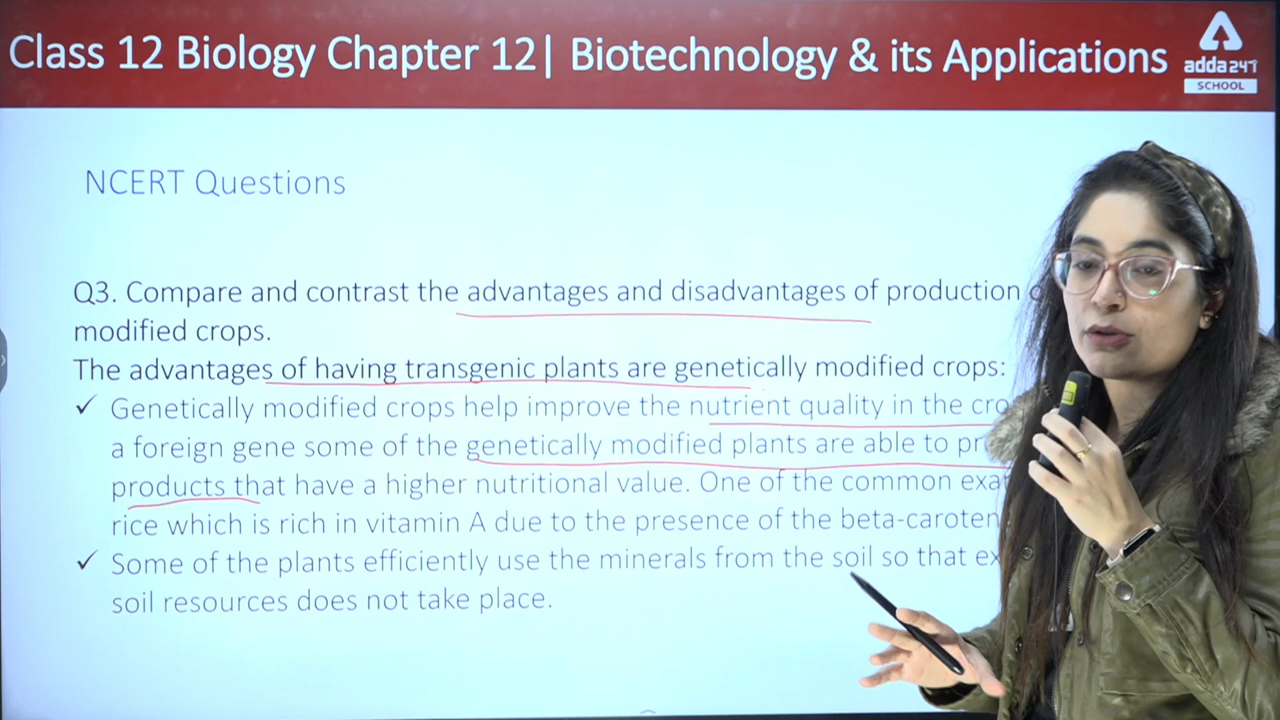 Class 12 Biology Chapter 12| Biotechnology & its Applications
adda247
SCHOOL
NCERT Questions
Q3. Compare and contrast the advantages and disadvantages of production
modified crops.
The advantages of having transgenic plants are genetically modified crops:
✓ Genetically modified crops help improve the nutrient quality in the
a foreign gene some of the genetically modified plants are able to
products that have a higher nutritional value. One of the common
rice which is rich in vitamin A due to the presence of the
✓ Some of the plants efficiently use the minerals from the soil so that
soil resources does not take place.